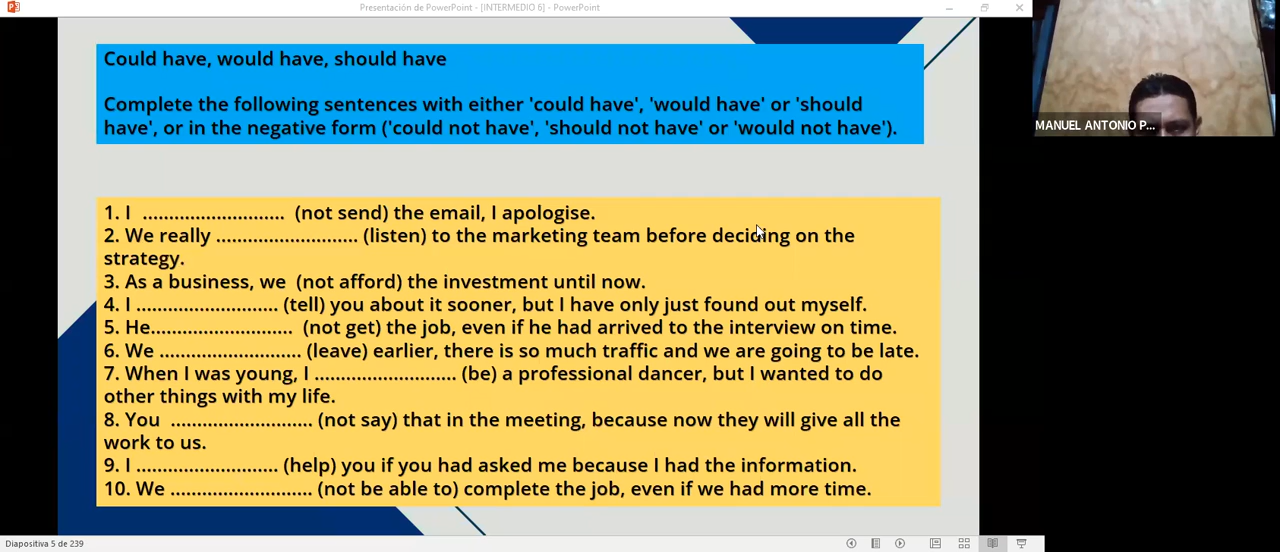 Presentación de PowerPoint - [INTERMEDIO 6] - PowerPoint
Could have, would have, should have
Complete the following sentences with either 'could have', 'would have' or 'should
have', or in the negative form ('could not have', 'should not have' or 'would not have').
MANUEL ANTONIO P...
1. I ........................... (not send) the email, I apologise.
2. We really ........................... (listen) to the marketing team before deciding on the
strategy.
3. As a business, we (not afford) the investment until now.
4. I ........................... (tell) you about it sooner, but I have only just found out myself.
5. He........................... (not get) the job, even if he had arrived to the interview on time.
6. We ........................... (leave) earlier, there is so much traffic and we are going to be late.
7. When I was young, I ........................... (be) a professional dancer, but I wanted to do
other things with my life.
8. You ........................... (not say) that in the meeting, because now they will give all the
work to us.
9. I ........................... (help) you if you had asked me because I had the information.
10. We ........................... (not be able to) complete the job, even if we had more time.
Diapositiva 5 de 239